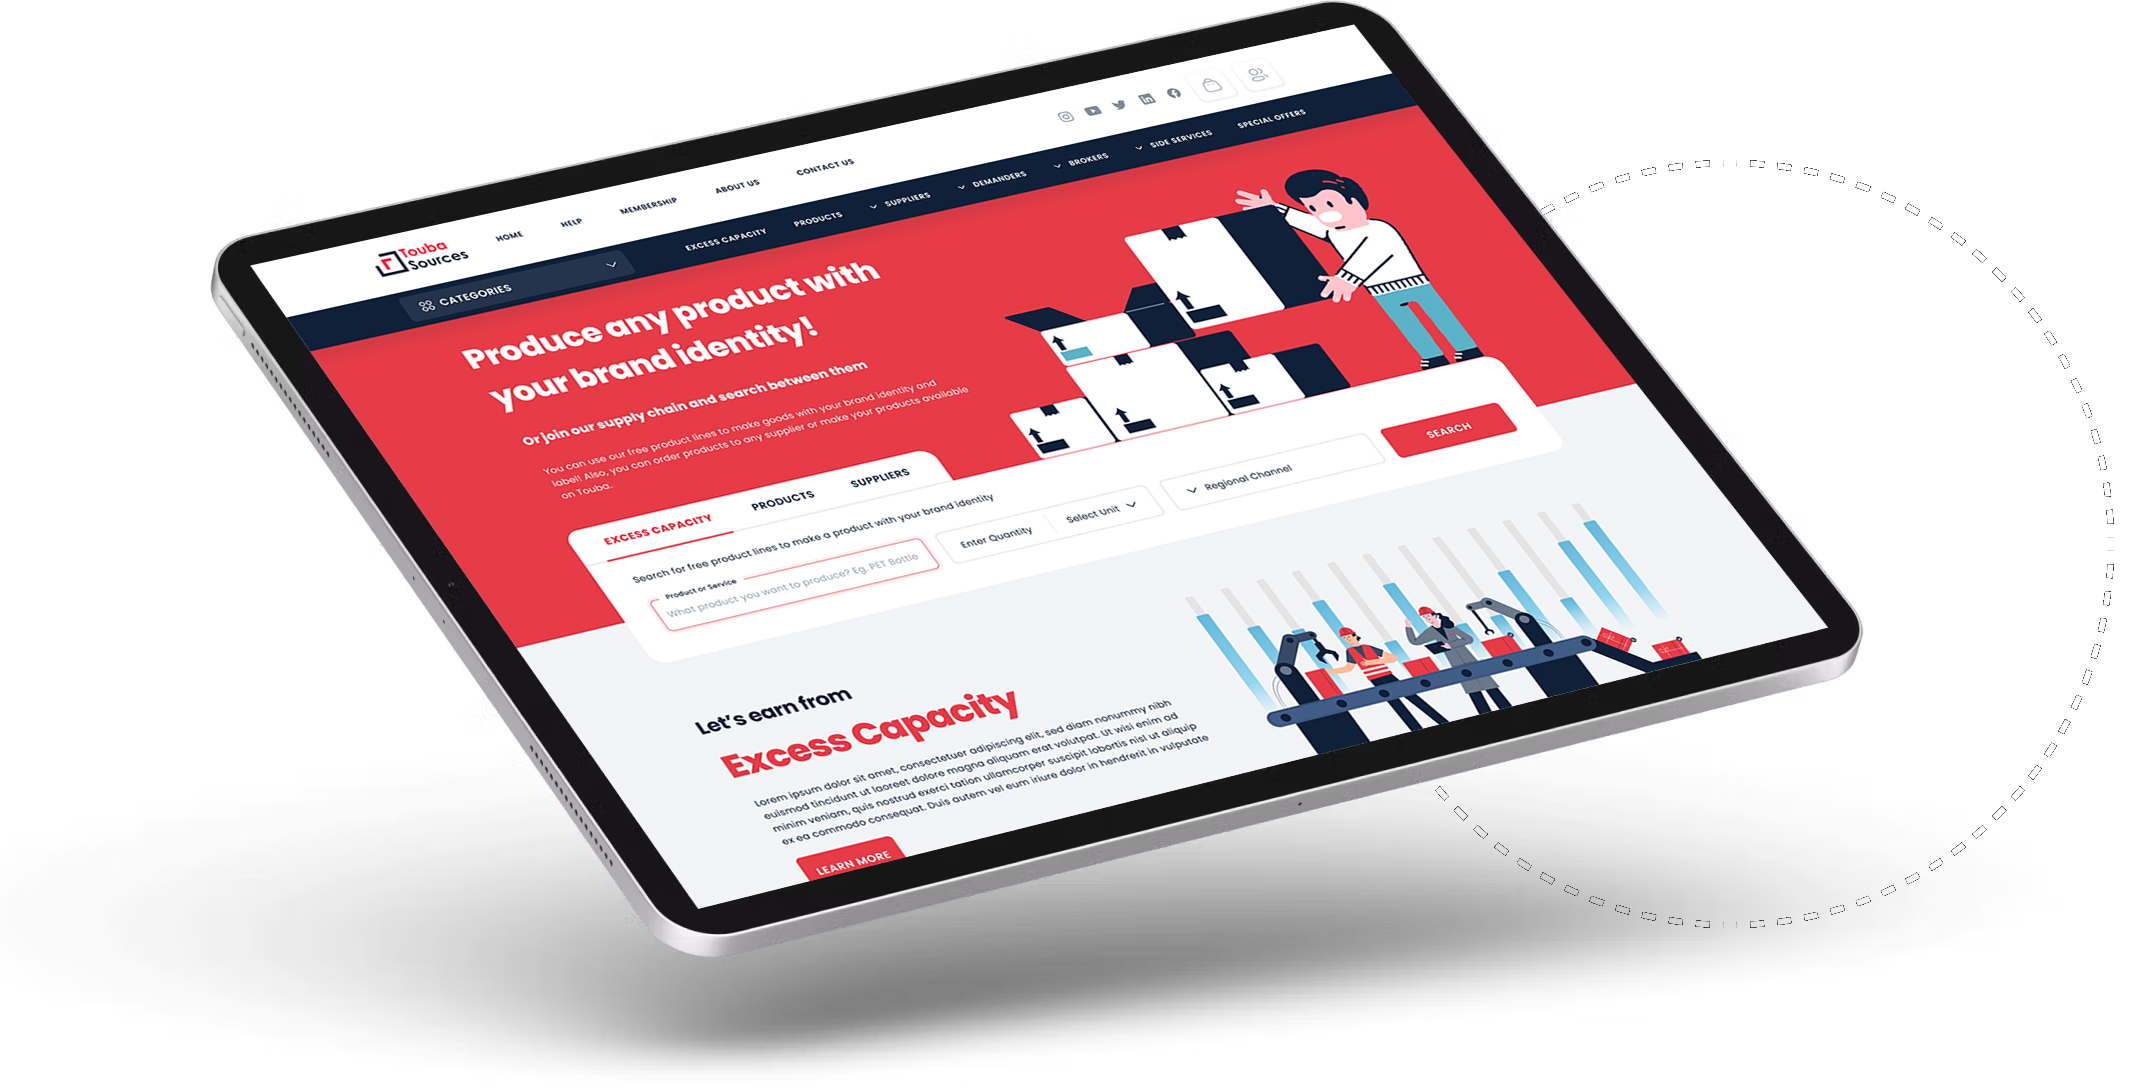 Touba
Sources
HOME
HELP
MEMBERSHIP
ABOUT US
CONTACT US
CATEGORIES
EXCESS CAPACITY
PRODUCTS
SUPPLIERS
DEMANDERS
BROKERS
SIDE SERVICES
SPECIAL OFFERS
Produce any product with
your brand identity!
Or join our supply chain and search between them
You can use our free product lines to make goods with your brand identity and
label! Also, you can order products to any supplier or make your products available
on Touba.
EXCESS CAPACITY
PRODUCTS
SUPPLIERS
Search for free product lines to make a product with your brand identity
Product or Service
What product you want to produce? Eg. PET Bottle
Enter Quantity
Select Unit
Regional Channel
SEARCH
Let's earn from
Excess Capacity
Lorem ipsum dolor sit amet, consectetuer adipiscing elit, sed diam nonummy nibh
euismod tincidunt ut laoreet dolore magna aliquam erat volutpat. Ut wisi enim ad
minim veniam, quis nostrud exerci tation ullamcorper suscipit lobortis nisl ut aliquip
ex ea commodo consequat. Duis autem vel eum iriure dolor in hendrerit in vulputate
LEARN MORE